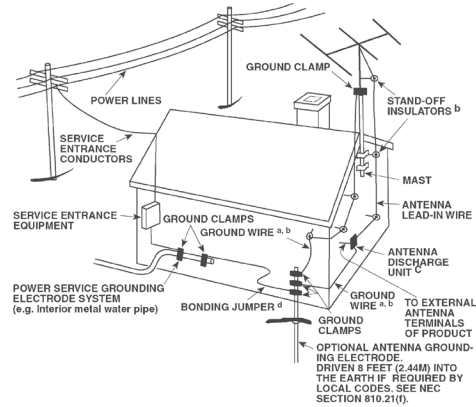 GROUND CLAMP
POWER LINES
STAND-OFF
INSULATORS b
SERVICE
ENTRANCE
CONDUCTORS
MAST
ANTENNA
LEAD-IN WIRE
SERVICE ENTRANCE
EQUIPMENT
GROUND CLAMPS
GROUND WIRE a, b
ANTENNA
DISCHARGE
UNIT C
POWER SERVICE GROUNDING
ELECTRODE SYSTEM
(e.g. Interior metal water pipe)
BONDING JUMPER d
GROUND
WIRE a, b
GROUND
CLAMPS
TO EXTERNAL
ANTENNA
TERMINALS
OF PRODUCT
OPTIONAL ANTENNA GROUND-
ING ELECTRODE.
DRIVEN 8 FEET (2.44M) INTO
THE EARTH IF REQUIRED BY
LOCAL CODES. SEE NEC
SECTION 810.21(f).